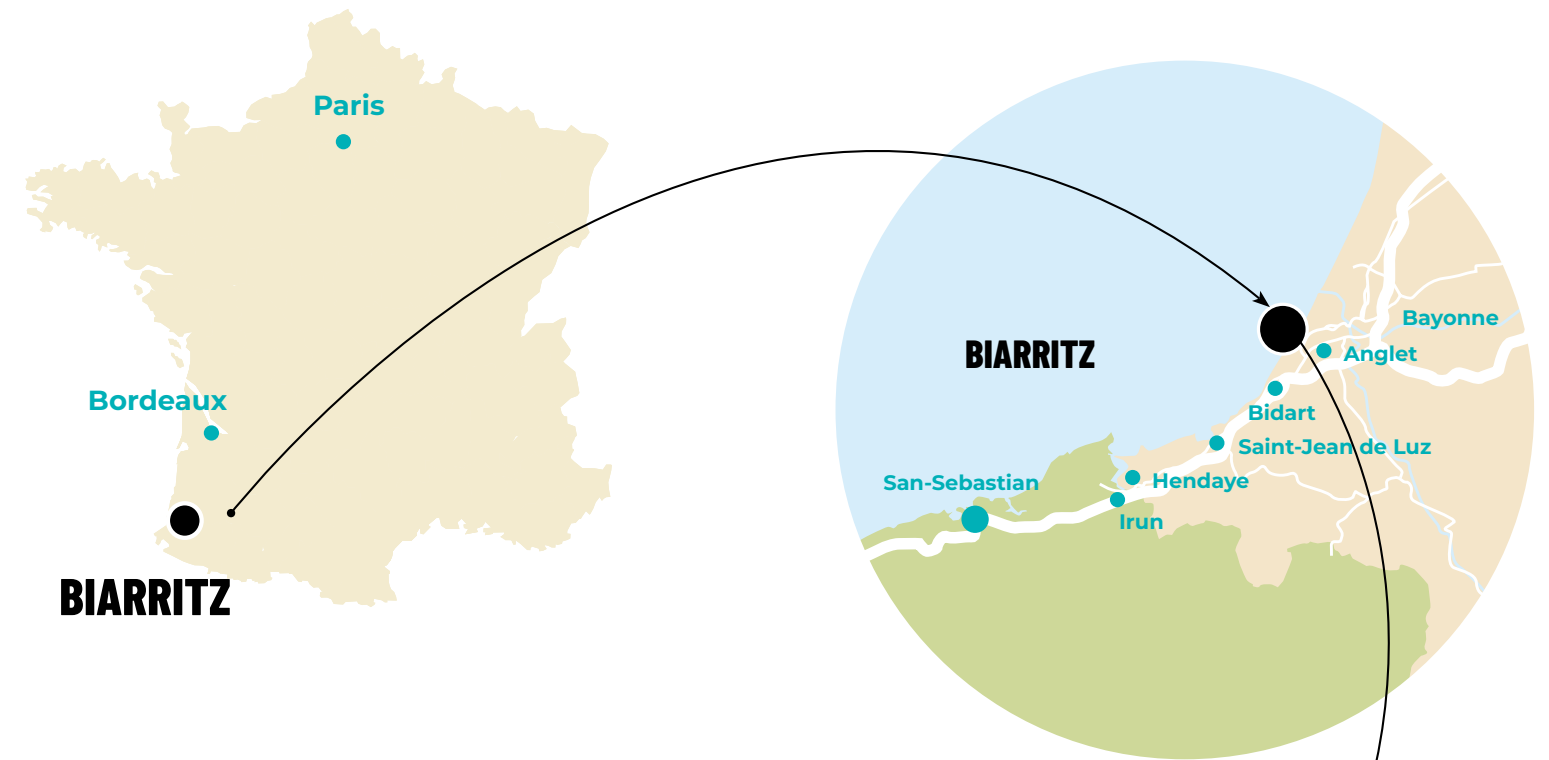 Paris
Bordeaux
BIARRITZ
BIARRITZ
Bayonne
Anglet
Bidart
Saint-Jean de Luz
San-Sebastian
Hendaye
Irun